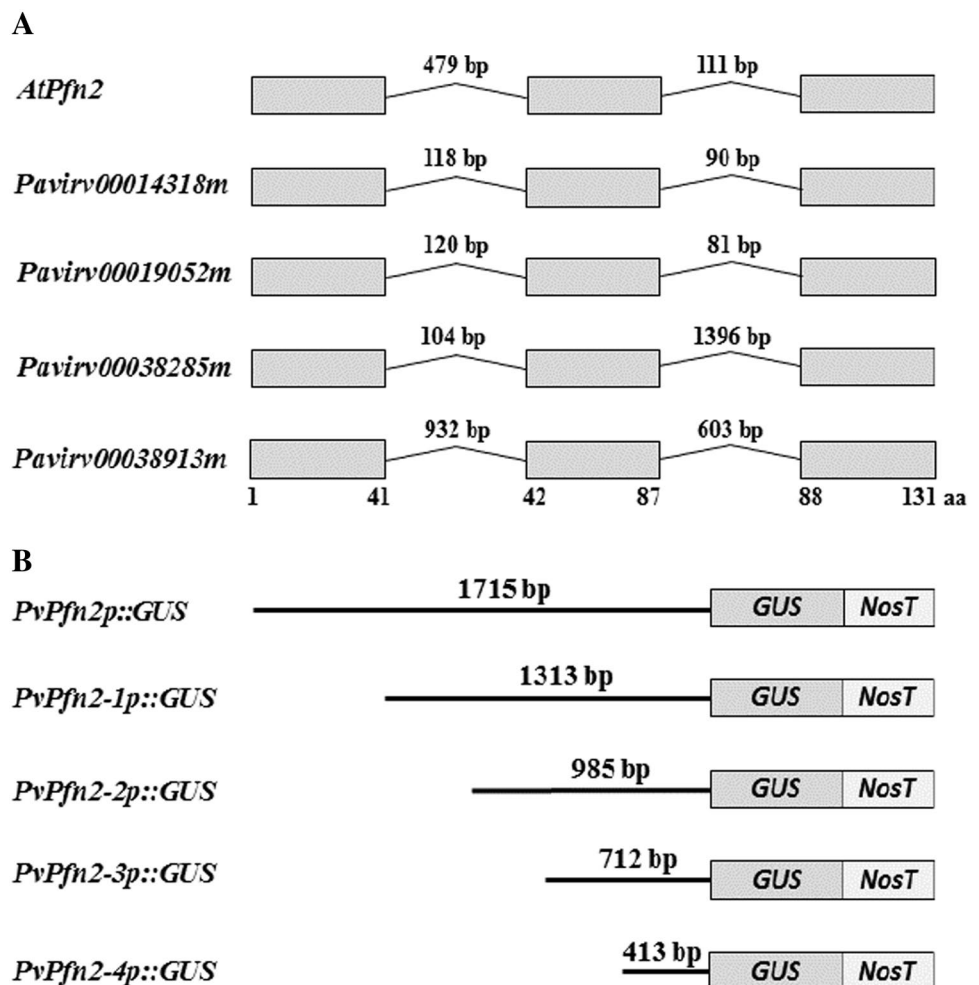 A
AtPfn2 479 bp 111 bp
Pavirv00014318m 118 bp 90 bp
Pavirv00019052m 120 bp 81 bp
Pavirv00038285m 104 bp 1396 bp
Pavirv00038913m 932 bp 603 bp
1 41 42 87 88 131 aa
B
PvPfn2p::GUS 1715 bp GUS NosT
PvPfn2-1p::GUS 1313 bp GUS NosT
PvPfn2-2p::GUS 985 bp GUS NosT
PvPfn2-3p::GUS 712 bp GUS NosT
PvPfn2-4p::GUS 413 bp GUS NosT